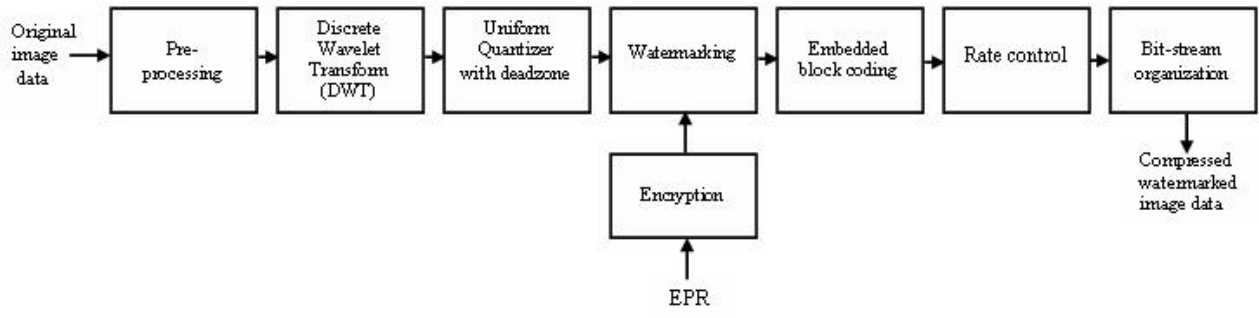 Original
image
data
Pre-
processing
Discrete
Wavelet
Transform
(DWT)
Uniform
Quantizer
with deadzone
Watermarking
Embedded
block coding
Rate control
Bit-stream
organization
Encryption
EPR
Compressed
watermarked
image data